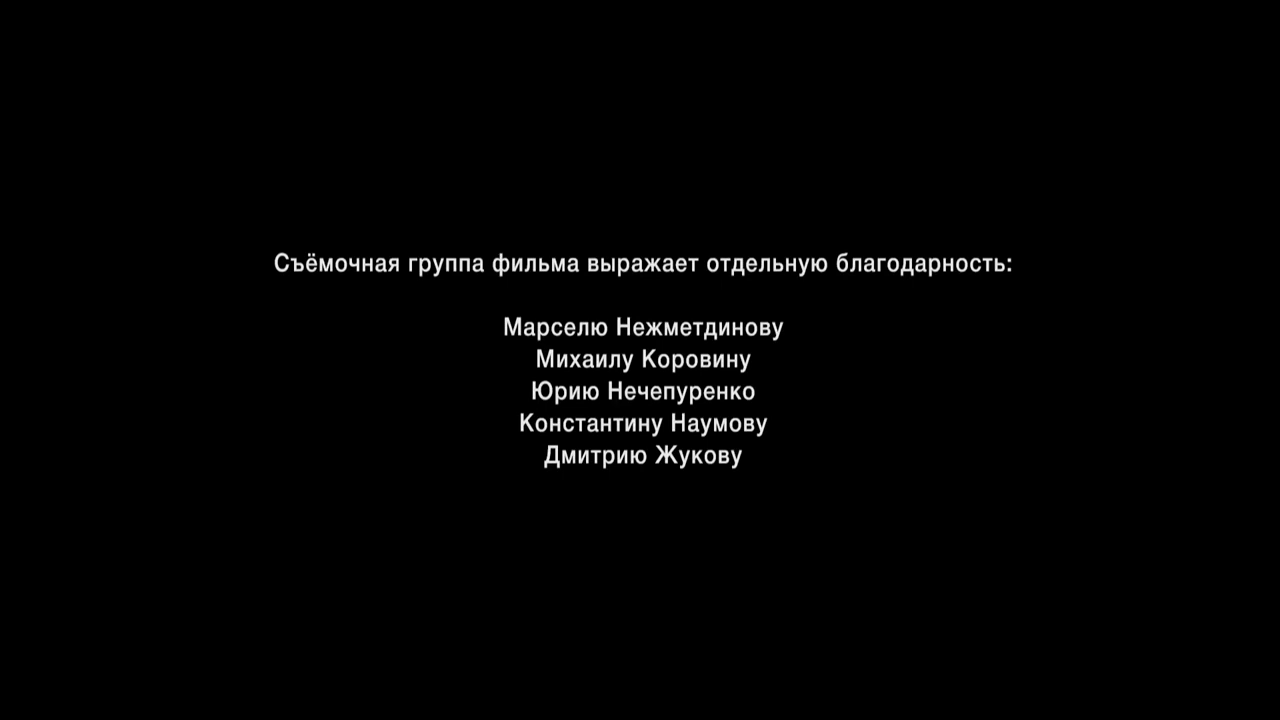 Съёмочная группа фильма выражает отдельную благодарность:
Марселю Нежметдинову
Михаилу Коровину
Юрию Нечепуренко
Константину Наумову
Дмитрию Жукову